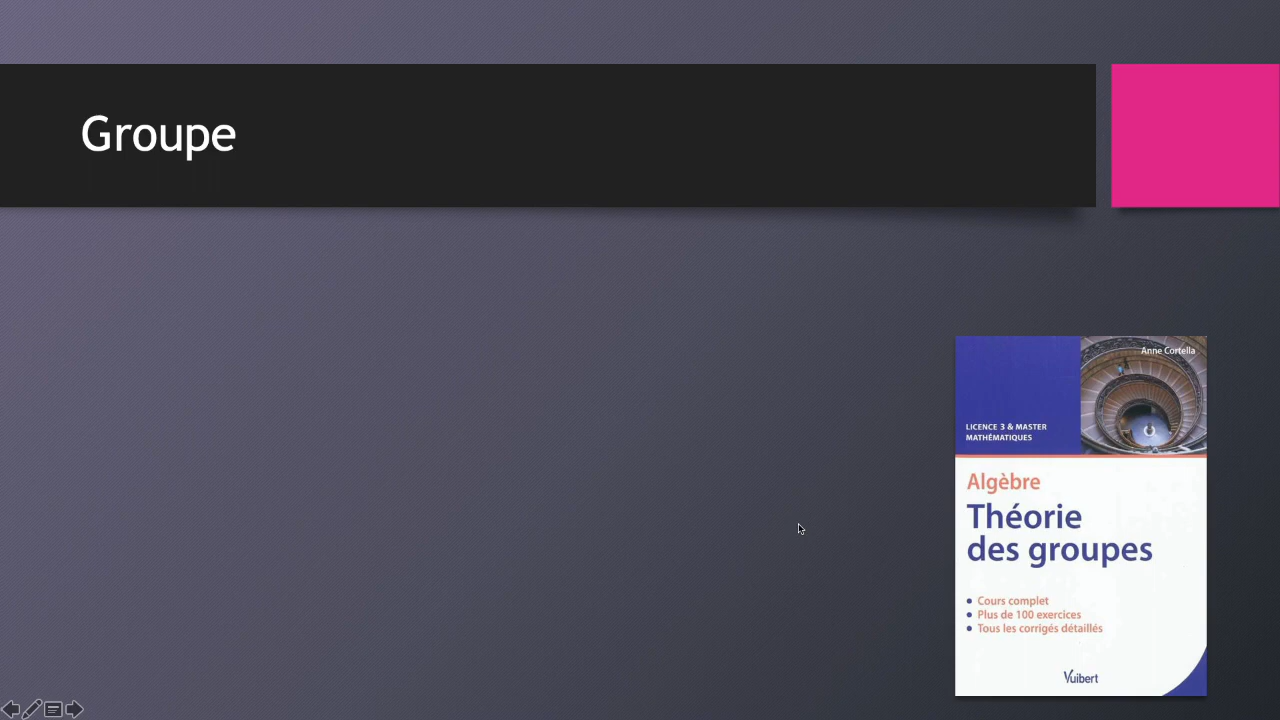 Groupe
Anne Cortella
LICENCE 3 & MASTER
MATHÉMATIQUES
Algèbre
Théorie
des groupes
• Cours complet
• Plus de 100 exercices
• Tous les corrigés détaillés
Vuibert